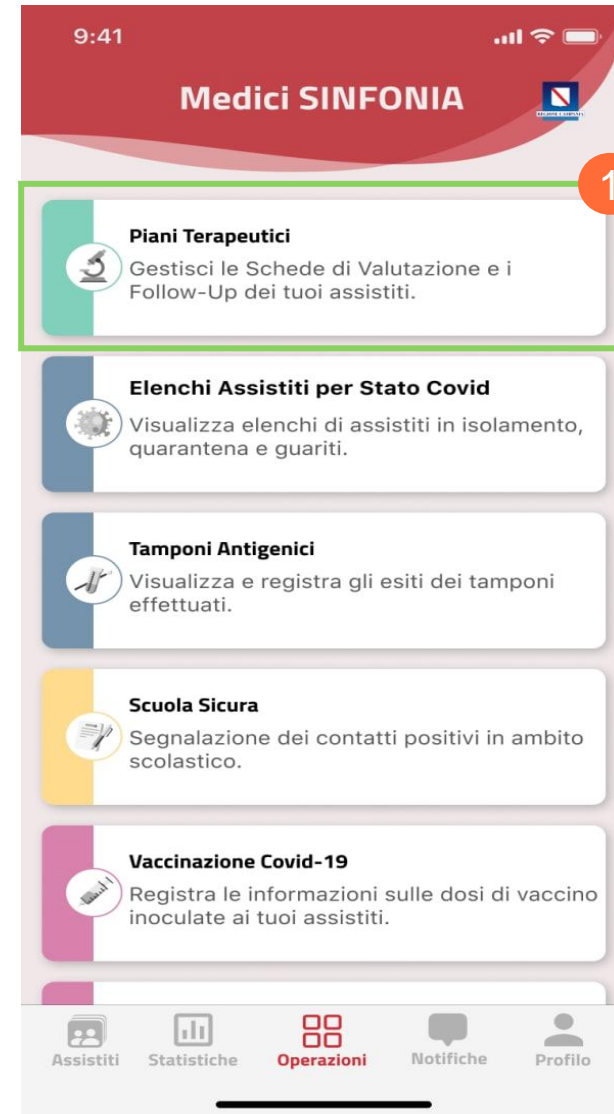 9:41
Medici SINFONIA
REGIONE CAMPANIA
1
Piani Terapeutici
Gestisci le Schede di Valutazione e i
Follow-Up dei tuoi assistiti.
Elenchi Assistiti per Stato Covid
Visualizza elenchi di assistiti in isolamento,
quarantena e guariti.
Tamponi Antigenici
Visualizza e registra gli esiti dei tamponi
effettuati.
Scuola Sicura
Segnalazione dei contatti positivi in ambito
scolastico.
Vaccinazione Covid-19
Registra le informazioni sulle dosi di vaccino
inoculate ai tuoi assistiti.
Assistiti Statistiche Operazioni Notifiche Profilo